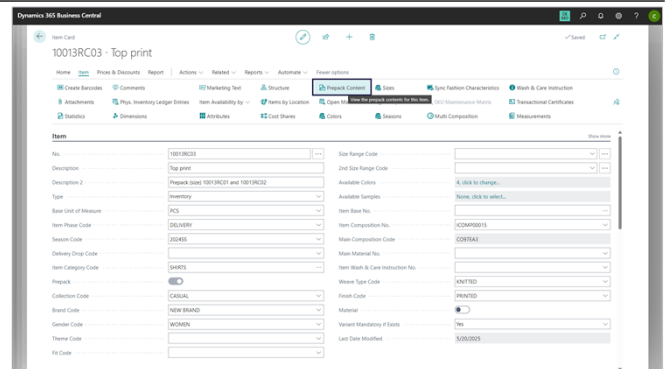 Dynamics 365 Business Central
Item Card
Saved
10013RC03 · Top print
Home Item Prices & Discounts Report Actions Related Reports Automate Fewer options
Create Barcodes Comments Marketing Text Structure Prepack Content Sizes Sync Fashion Characteristics Wash & Care Instruction
Attachments Phys. Inventory Ledger Entries Item Availability by Items by Location Open Ma SKU Maintenance Matrix Transactional Certificates
View the prepack contents for this item.
Statistics Dimensions Attributes Cost Shares Colors Seasons Multi Composition Measurements
Item
Show more
No. 10013RC03
Description Top print
Description 2 Prepack (size) 10013RC01 and 10013RC02
Type Inventory
Base Unit of Measure PCS
Item Phase Code DELIVERY
Season Code 2024SS
Delivery Drop Code
Item Category Code SHIRTS
Prepack
Collection Code CASUAL
Brand Code NEW BRAND
Gender Code WOMEN
Theme Code
Fit Code
Size Range Code
2nd Size Range Code
Available Colors 4, click to change...
Available Samples None, click to select...
Item Base No.
Item Composition No. ICOMP00015
Main Composition Code CO97EA3
Main Material No.
Item Wash & Care Instruction No.
Weave Type Code KNITTED
Finish Code PRINTED
Material
Variant Mandatory if Exists Yes
Last Date Modified 5/20/2025